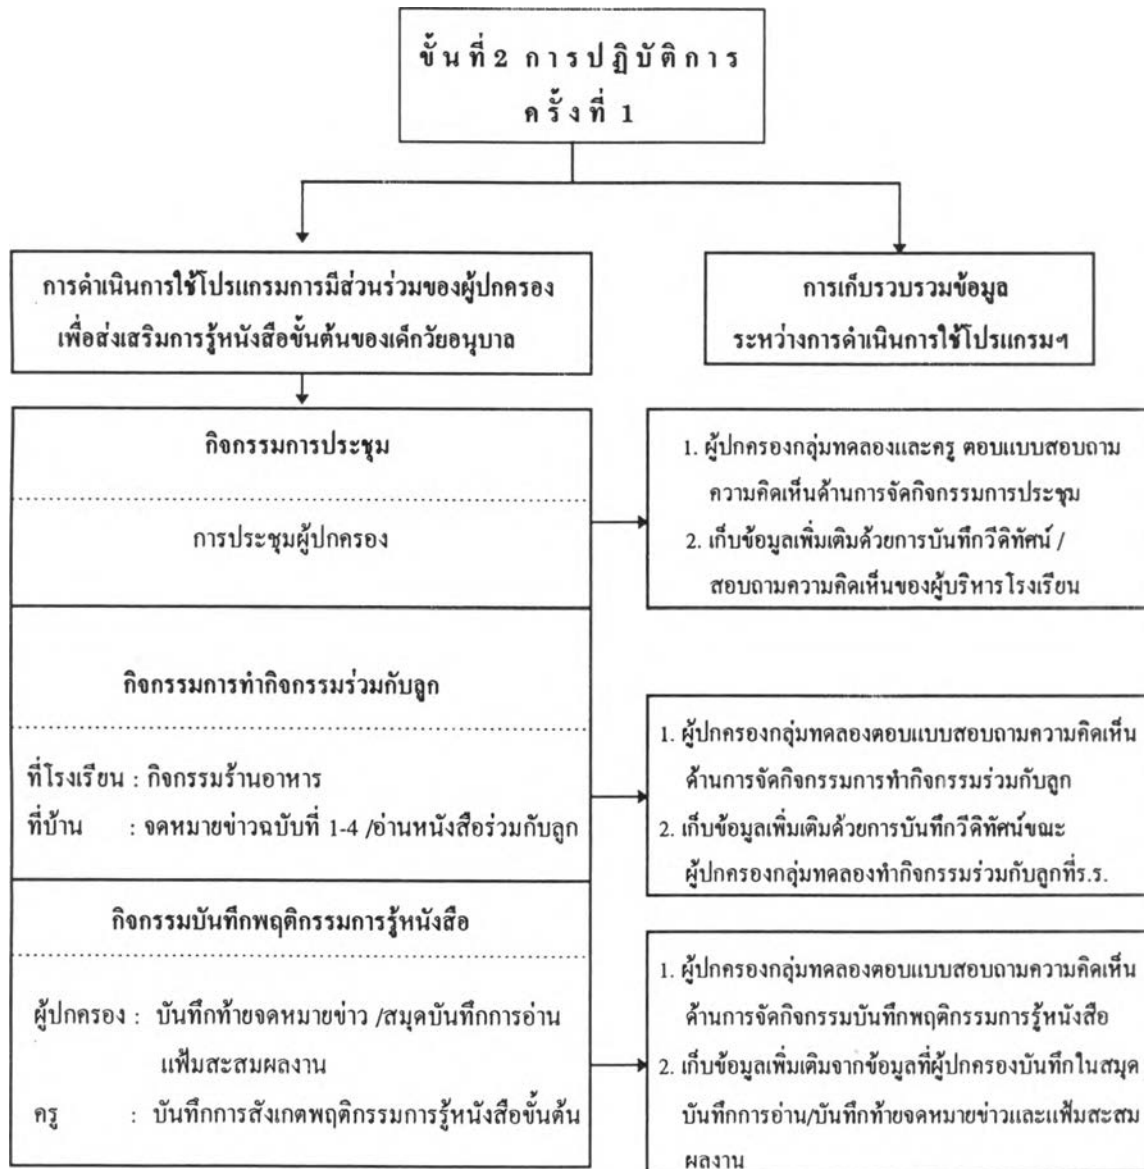 ขั้นที่ 2 การปฏิบัติการ
ครั้งที่ 1
การดำเนินการใช้โปรแกรมการมีส่วนร่วมของผู้ปกครอง
เพื่อส่งเสริมการรู้หนังสือขั้นต้นของเด็กวัยอนุบาล
การเก็บรวบรวมข้อมูล
ระหว่างการดำเนินการใช้โปรแกรมฯ
กิจกรรมการประชุม
การประชุมผู้ปกครอง
1. ผู้ปกครองกลุ่มทดลองและครู ตอบแบบสอบถาม
ความคิดเห็นด้านการจัดกิจกรรมการประชุม
2. เก็บข้อมูลเพิ่มเติมด้วยการบันทึกวีดิทัศน์ /
สอบถามความคิดเห็นของผู้บริหารโรงเรียน
กิจกรรมการทำกิจกรรมร่วมกับลูก
ที่โรงเรียน : กิจกรรมร้านอาหาร
ที่บ้าน : จดหมายข่าวฉบับที่ 1-4 /อ่านหนังสือร่วมกับลูก
1. ผู้ปกครองกลุ่มทดลองตอบแบบสอบถามความคิดเห็น
ด้านการจัดกิจกรรมการทำกิจกรรมร่วมกับลูก
2. เก็บข้อมูลเพิ่มเติมด้วยการบันทึกวีดิทัศน์ขณะ
ผู้ปกครองกลุ่มทดลองทำกิจกรรมร่วมกับลูกที่ร.ร.
กิจกรรมบันทึกพฤติกรรมการรู้หนังสือ
ผู้ปกครอง : บันทึกท้ายจดหมายข่าว /สมุดบันทึกการอ่าน
แฟ้มสะสมผลงาน
ครู : บันทึกการสังเกตพฤติกรรมการรู้หนังสือขั้นต้น
1. ผู้ปกครองกลุ่มทดลองตอบแบบสอบถามความคิดเห็น
ด้านการจัดกิจกรรมบันทึกพฤติกรรมการรู้หนังสือ
2. เก็บข้อมูลเพิ่มเติมจากข้อมูลที่ผู้ปกครองบันทึกในสมุด
บันทึกการอ่าน/บันทึกท้ายจดหมายข่าวและแฟ้มสะสม
ผลงาน